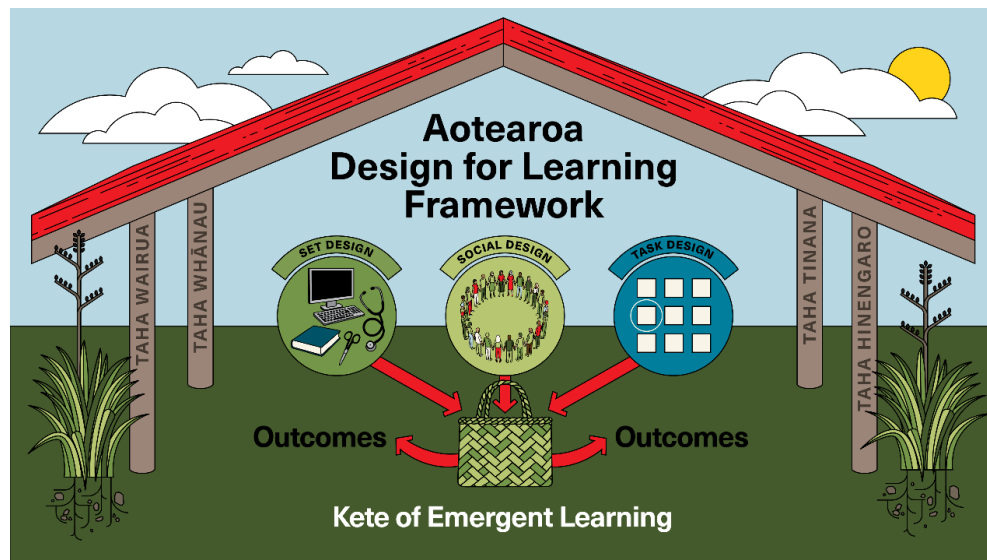 Aotearoa
Design for Learning
Framework
SET DESIGN
SOCIAL DESIGN
TASK DESIGN
TAHA WAIRUA
TAHA WHĀNAU
TAHA TINANA
TAHA HINENGARO
Outcomes
Outcomes
Kete of Emergent Learning